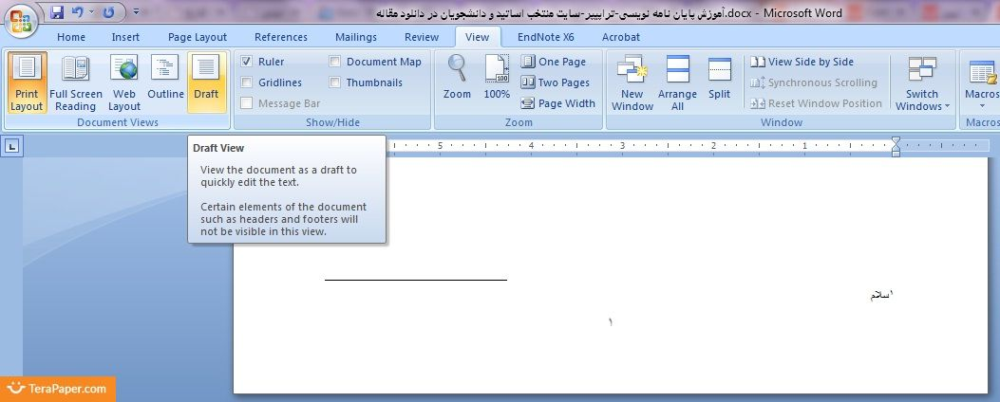 آموزش پایان نامه نویسی-تراپیپر-سایت منتخب اساتید و دانشجویان در دانلود مقاله.docx - Microsoft Word
Home Insert Page Layout References Mailings Review View EndNote X6 Acrobat
Print Layout
Full Screen Reading
Web Layout
Outline
Draft
Document Views
Ruler
Gridlines
Message Bar
Document Map
Thumbnails
Show/Hide
Zoom
100%
One Page
Two Pages
Page Width
Zoom
New Window
Arrange All
Split
View Side by Side
Synchronous Scrolling
Reset Window Position
Window
Switch Windows
Macros
Macros
5 4 3 2 1
Draft View
View the document as a draft to
quickly edit the text.
Certain elements of the document
such as headers and footers will
not be visible in this view.
۱سلام
۱
TeraPaper.com